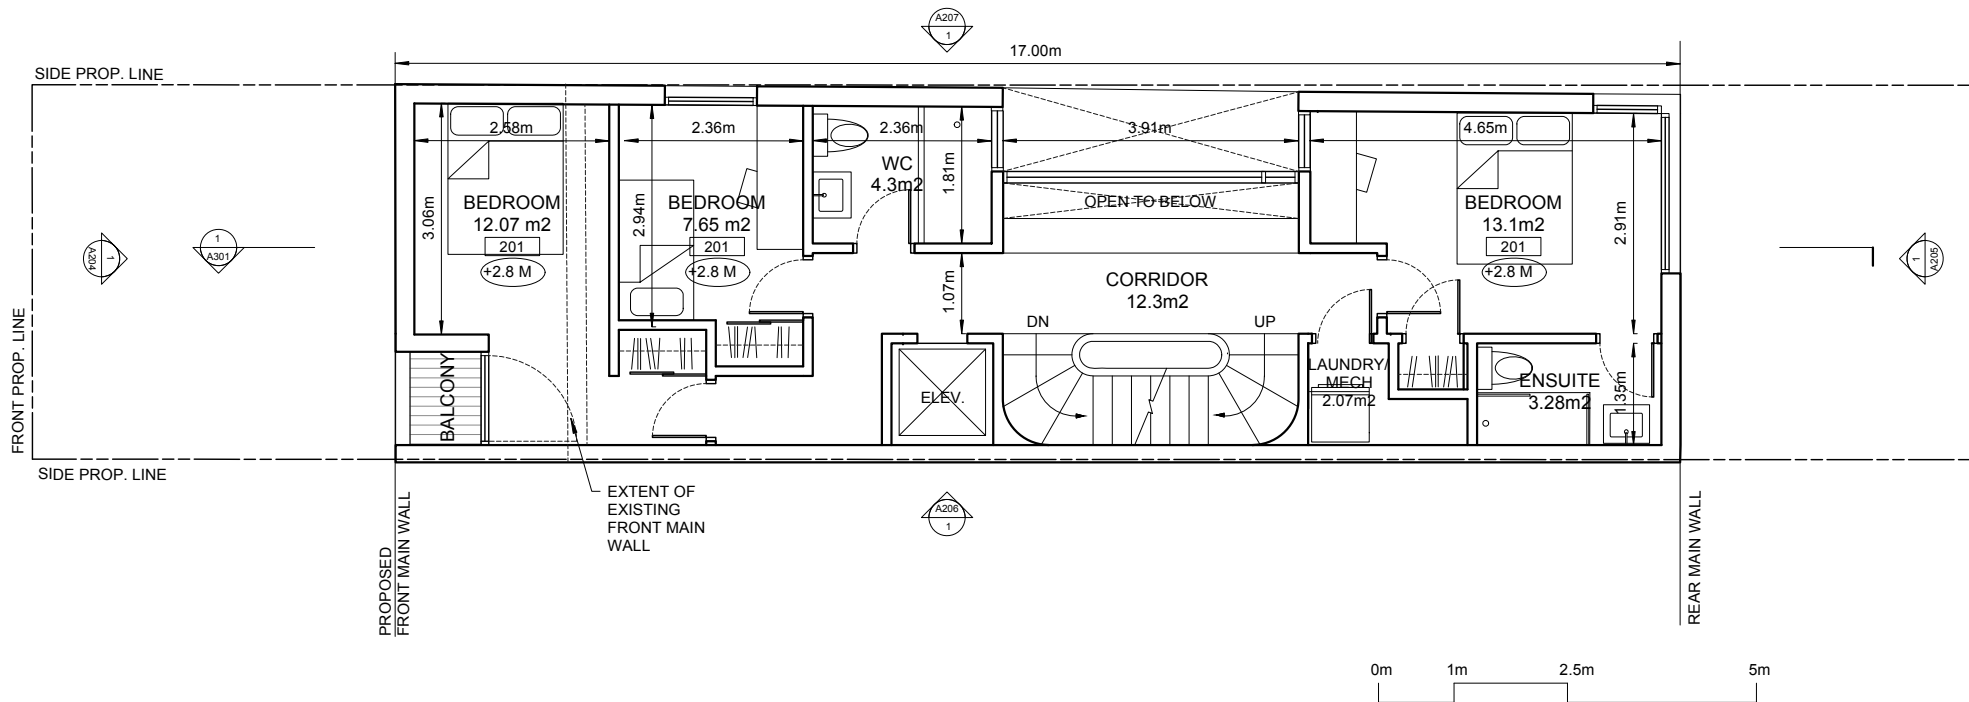 A207
1
17.00m
SIDE PROP. LINE
2.58m
2.36m
2.36m
3.91m
4.65m
WC
4.3m2
1.81m
BEDROOM
12.07 m2
201
+2.8 M
3.06m
BEDROOM
7.65 m2
201
+2.8 M
2.94m
OPEN TO BELOW
BEDROOM
13.1m2
201
+2.8 M
2.91m
1
A204
1
A301
1
A205
CORRIDOR
12.3m2
1.07m
DN
UP
FRONT PROP. LINE
BALCONY
ELEV.
LAUNDRY/
MECH
2.07m2
ENSUITE
3.28m2
1.35m
SIDE PROP. LINE
EXTENT OF
EXISTING
FRONT MAIN
WALL
A206
1
PROPOSED
FRONT MAIN WALL
REAR MAIN WALL
0m 1m 2.5m 5m